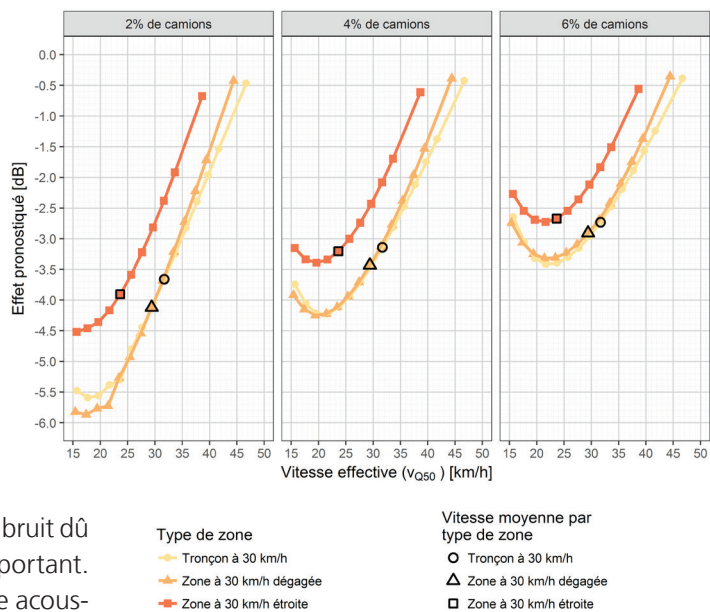 2% de camions 4% de camions 6% de camions
Effet pronostiqué [dB]
0.0
-0.5
-1.0
-1.5
-2.0
-2.5
-3.0
-3.5
-4.0
-4.5
-5.0
-5.5
-6.0
15 20 25 30 35 40 45 50 15 20 25 30 35 40 45 50 15 20 25 30 35 40 45 50
Vitesse effective (vQ50 ) [km/h]
bruit dû
portant.
e acous-
Type de zone
Tronçon à 30 km/h
Zone à 30 km/h dégagée
Zone à 30 km/h étroite
Vitesse moyenne par
type de zone
Tronçon à 30 km/h
Zone à 30 km/h dégagée
Zone à 30 km/h étroite